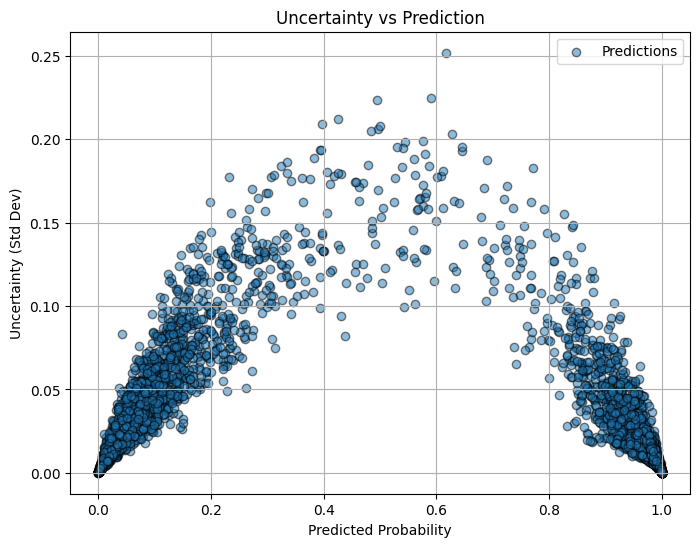 Uncertainty vs Prediction
Predictions
Uncertainty (Std Dev)
0.25
0.20
0.15
0.10
0.05
0.00
0.0 0.2 0.4 0.6 0.8 1.0
Predicted Probability